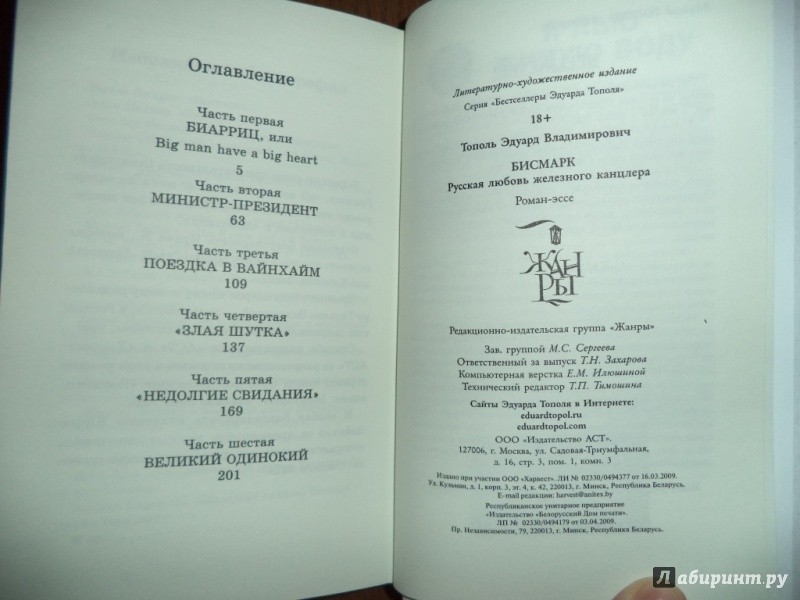 Оглавление
Часть первая
БИАРРИЦ, или
Big man have a big heart
5
Часть вторая
МИНИСТР-ПРЕЗИДЕНТ
63
Часть третья
ПОЕЗДКА В ВАЙНХАЙМ
109
Часть четвертая
«ЗЛАЯ ШУТКА»
137
Часть пятая
«НЕДОЛГИЕ СВИДАНИЯ»
169
Часть шестая
ВЕЛИКИЙ ОДИНОКИЙ
201
Литературно-художественное издание
Серия «Бестселлеры Эдуарда Тополя»
18+
Тополь Эдуард Владимирович
БИСМАРК
Русская любовь железного канцлера
Роман-эссе
ЖАН
РЫ
Редакционно-издательская группа «Жанры»
Зав. группой М.С. Сергеева
Ответственный за выпуск Т.Н. Захарова
Компьютерная верстка Е.М. Илюшиной
Технический редактор Т.П. Тимошина
Сайты Эдуарда Тополя в Интернете:
eduardtopol.ru
eduardtopol.com
ООО «Издательство АСТ».
127006, г. Москва, ул. Садовая-Триумфальная,
д. 16, стр. 3, пом. 1, комн. 3
Издано при участии ООО «Харвест». ЛИ № 02330/0494377 от 16.03.2009.
Ул. Кульман, д. 1, корп. 3, эт. 4, к. 42, 220013, г. Минск, Республика Беларусь.
E-mail редакции: harvest@anitex.by
Республиканское унитарное предприятие
«Издательство «Белорусский Дом печати».
ЛП № 02330/0494179 от 03.04.2009.
Пр. Независимости, 79, 220013, г. Минск, Республика Беларусь.
Лабиринт.ру